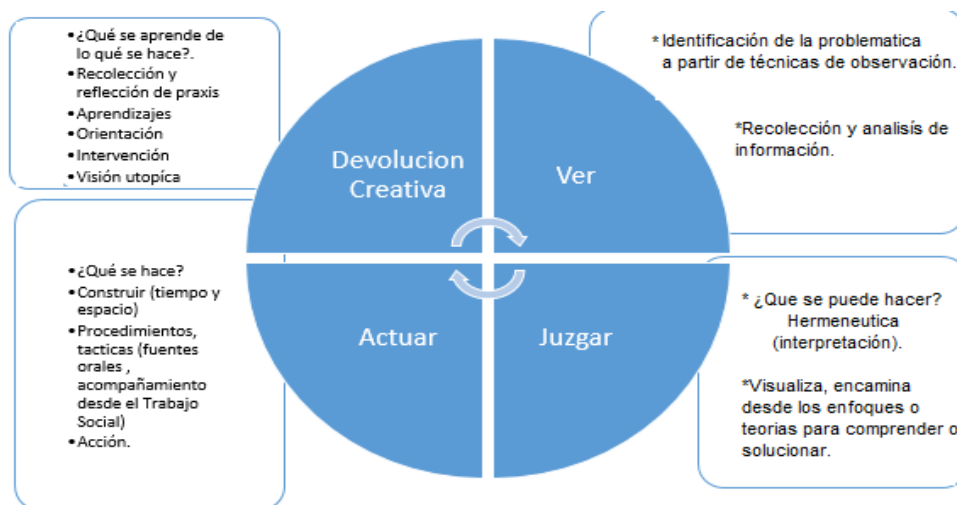 •¿Qué se aprende de
lo qué se hace?.
•Recolección y
reflección de praxis
•Aprendizajes
•Orientación
•Intervención
•Visión utopíca
Devolucion
Creativa
Ver
* Identificación de la problematica
a partir de técnicas de observación.
*Recolección y analisís de
información.
•¿Qué se hace?
•Construir (tiempo y
espacio)
•Procedimientos,
tacticas (fuentes
orales ,
acompañamiento
desde el Trabajo
Social)
•Acción.
Actuar
Juzgar
* ¿Que se puede hacer?
Hermeneutica
(interpretación).
*Visualiza, encamina
desde los enfoques o
teorias para comprender o
solucionar.